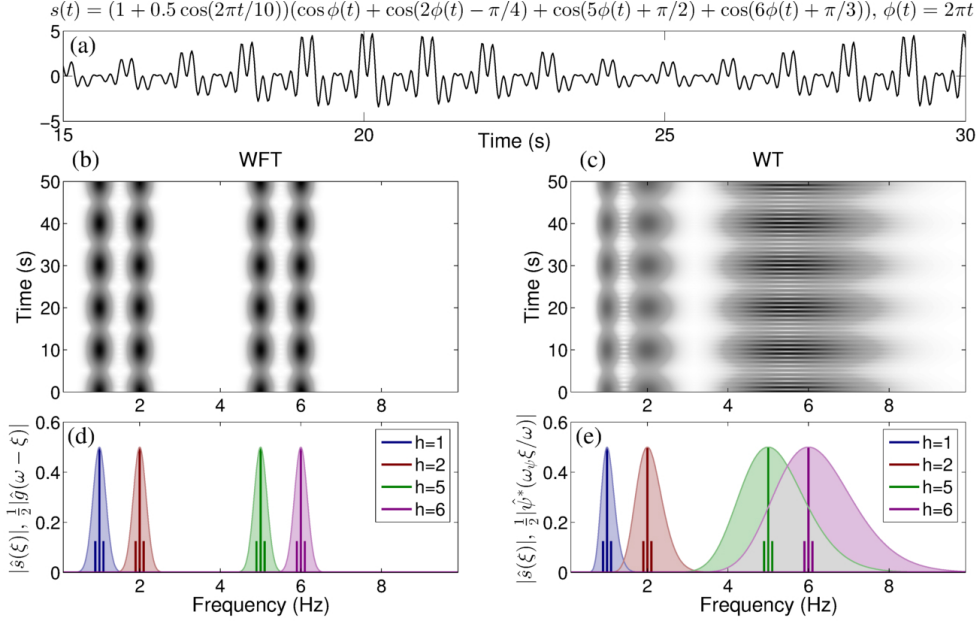 s(t) = (1 + 0.5 cos(2πt/10))(cos ϕ(t) + cos(2ϕ(t) − π/4) + cos(5ϕ(t) + π/2) + cos(6ϕ(t) + π/3)), ϕ(t) = 2πt
(a)
5
0
−5
15
20
25
30
Time (s)
(b)
WFT
50
40
30
20
10
0
Time (s)
2
4
6
8
(c)
WT
50
40
30
20
10
0
Time (s)
2
4
6
8
(d)
0.6
0.4
0.2
0
|ŝ(ξ)|, ½|ĝ(ω − ξ)|
h=1
h=2
h=5
h=6
2
4
6
8
Frequency (Hz)
(e)
0.6
0.4
0.2
0
|ŝ(ξ)|, ½|ψ̂*(ω_ψξ/ω)|
h=1
h=2
h=5
h=6
2
4
6
8
Frequency (Hz)